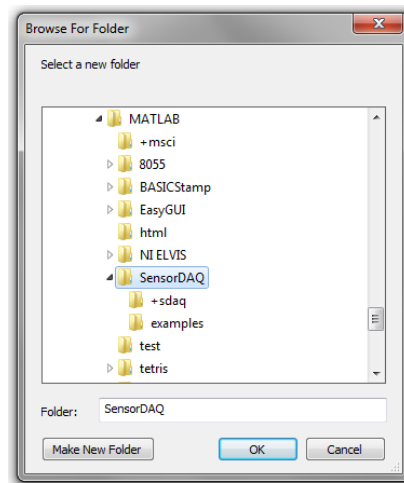 Browse For Folder
Select a new folder
MATLAB
+msci
8055
BASICStamp
EasyGUI
html
NI ELVIS
SensorDAQ
+sdaq
examples
test
tetris
Folder: SensorDAQ
Make New Folder OK Cancel